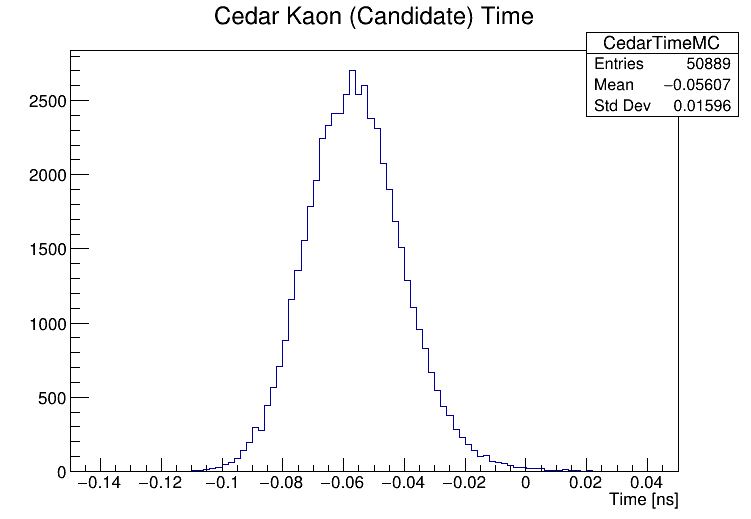 Cedar Kaon (Candidate) Time
CedarTimeMC
Entries 50889
Mean −0.05607
Std Dev 0.01596
2500
2000
1500
1000
500
0
−0.14 −0.12 −0.1 −0.08 −0.06 −0.04 −0.02 0 0.02 0.04
Time [ns]